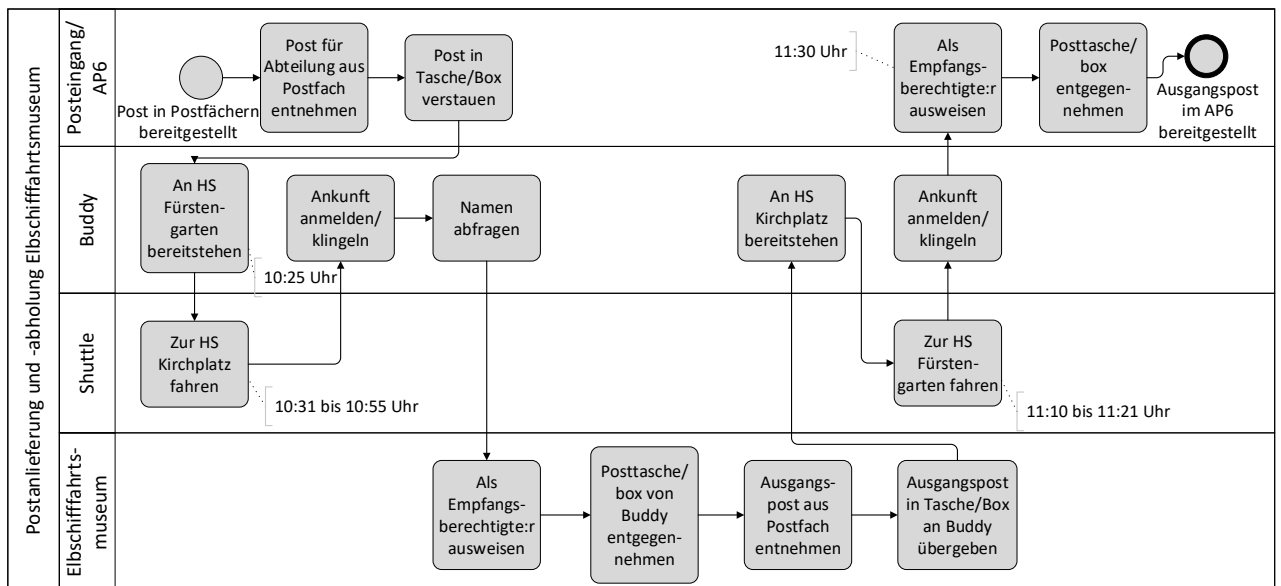 Postanlieferung und -abholung Elbschifffahrtsmuseum
Posteingang/
AP6
Post in Postfächern
bereitgestellt
Post für
Abteilung aus
Postfach
entnehmen
Post in
Tasche/Box
verstauen
11:30 Uhr
Als
Empfangs-
berechtigte:r
ausweisen
Posttasche/
box
entgegen-
nehmen
Ausgangspost
im AP6
bereitgestellt
Buddy
An HS
Fürsten-
garten
bereitstehen
10:25 Uhr
Ankunft
anmelden/
klingeln
Namen
abfragen
An HS
Kirchplatz
bereitstehen
Ankunft
anmelden/
klingeln
Shuttle
Zur HS
Kirchplatz
fahren
10:31 bis 10:55 Uhr
Zur HS
Fürsten-
garten fahren
11:10 bis 11:21 Uhr
Elbschifffahrts-
museum
Als
Empfangs-
berechtigte:r
ausweisen
Posttasche/
box von
Buddy
entgegen-
nehmen
Ausgangs-
post aus
Postfach
entnehmen
Ausgangspost
in Tasche/Box
an Buddy
übergeben